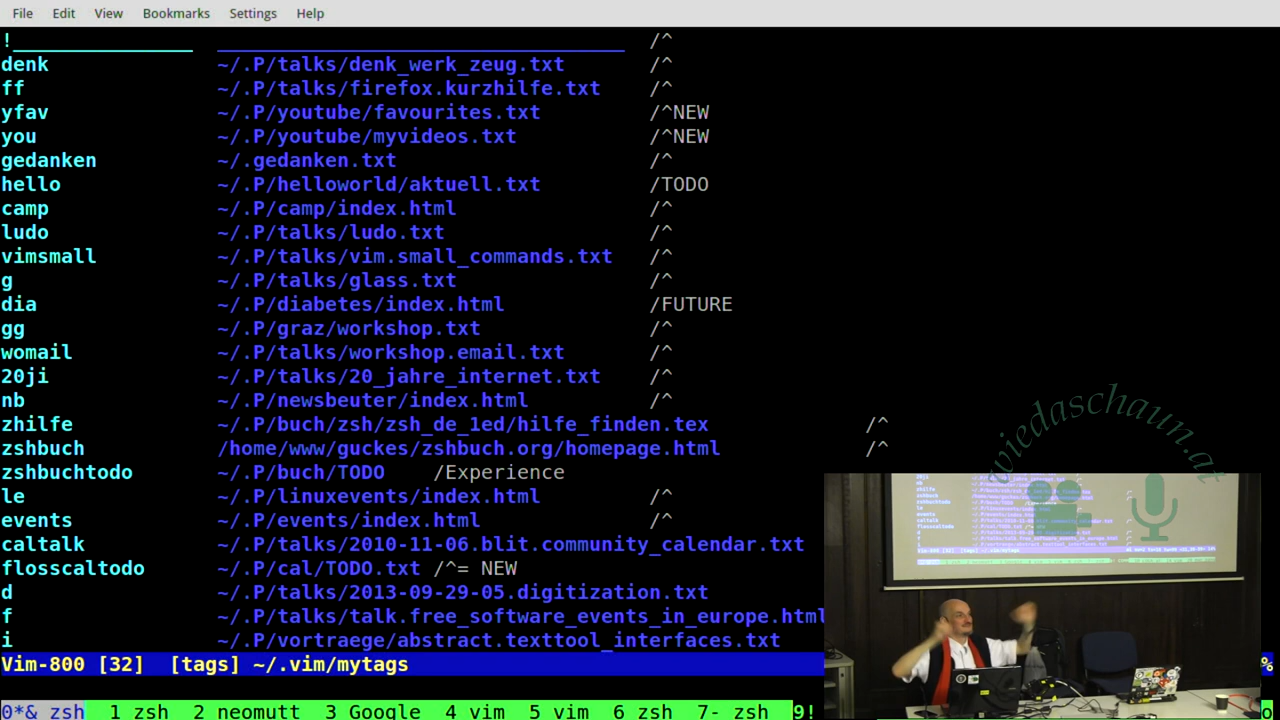 File Edit View Bookmarks Settings Help
!_______________ __________________________________ /^
denk ~/.P/talks/denk_werk_zeug.txt /^
ff ~/.P/talks/firefox.kurzhilfe.txt /^
yfav ~/.P/youtube/favourites.txt /^NEW
you ~/.P/youtube/myvideos.txt /^NEW
gedanken ~/.gedanken.txt /^
hello ~/.P/helloworld/aktuell.txt /TODO
camp ~/.P/camp/index.html /^
ludo ~/.P/talks/ludo.txt /^
vimsmall ~/.P/talks/vim.small_commands.txt /^
g ~/.P/talks/glass.txt /^
dia ~/.P/diabetes/index.html /FUTURE
gg ~/.P/graz/workshop.txt /^
womail ~/.P/talks/workshop.email.txt /^
20ji ~/.P/talks/20_jahre_internet.txt /^
nb ~/.P/newsbeuter/index.html /^
zhilfe ~/.P/buch/zsh/zsh_de_1ed/hilfe_finden.tex /^
zshbuch /home/www/guckes/zshbuch.org/homepage.html /^
zshbuchtodo ~/.P/buch/TODO /Experience
le ~/.P/linuxevents/index.html /^
events ~/.P/events/index.html /^
caltalk ~/.P/talks/2010-11-06.blit.community_calendar.txt
flosscaltodo ~/.P/cal/TODO.txt /^= NEW
d ~/.P/talks/2013-09-29-05.digitization.txt
f ~/.P/talks/talk.free_software_events_in_europe.html
i ~/.P/vortraege/abstract.texttool_interfaces.txt
Vim-800 [32] [tags] ~/.vim/mytags %
0*& zsh 1 zsh 2 neomutt 3 Google 4 vim 5 vim 6 zsh 7- zsh 9!
wiedaschaun.at